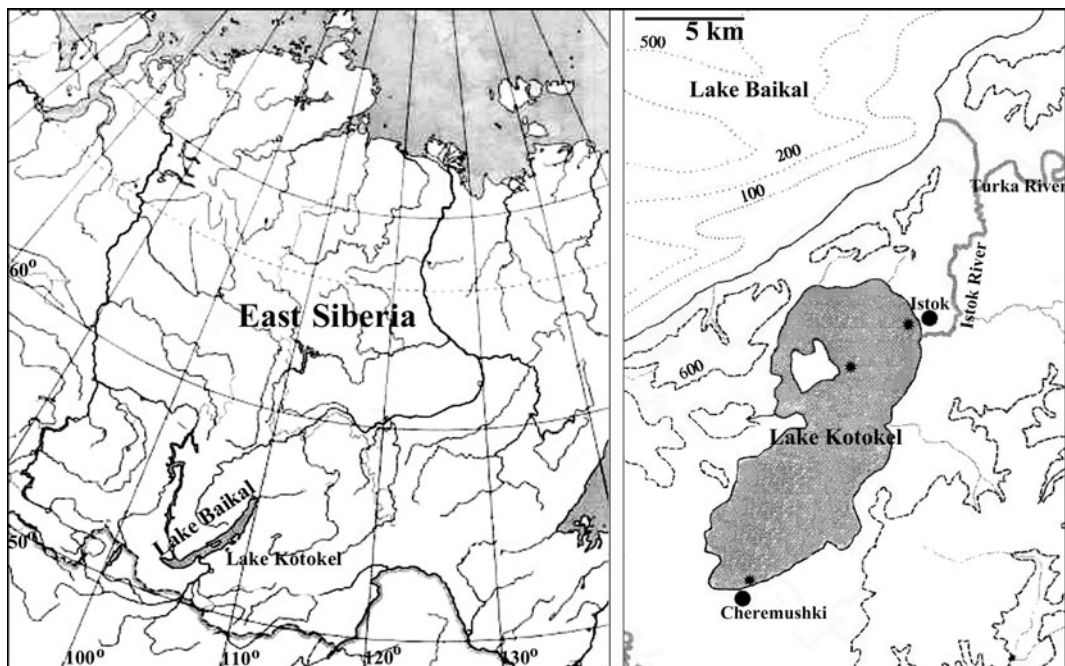 60°
East Siberia
Lake Baikal
50°
Lake Kotokel
100°
110°
120°
130°
5 km
500
Lake Baikal
200
100
Turka River
Istok River
Istok
600
Lake Kotokel
Cheremushki